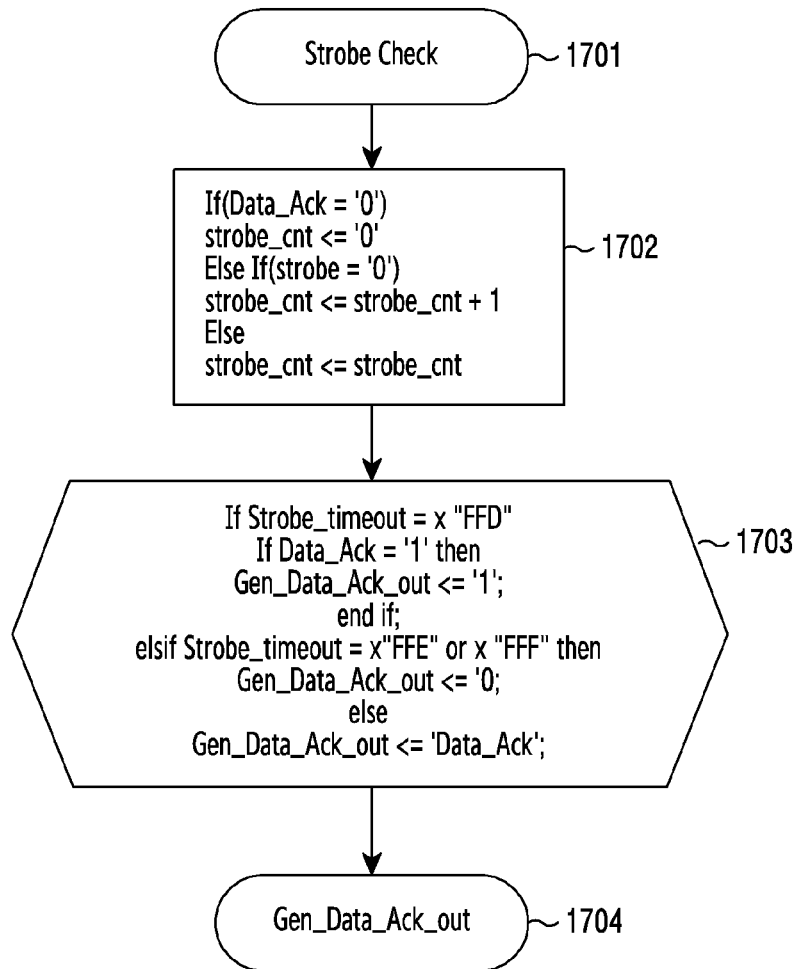 Strobe Check
1701
If(Data_Ack = '0')
strobe_cnt <= '0'
Else If(strobe = '0')
strobe_cnt <= strobe_cnt + 1
Else
strobe_cnt <= strobe_cnt
1702
If Strobe_timeout = x "FFD"
If Data_Ack = '1' then
Gen_Data_Ack_out <= '1';
end if;
elsif Strobe_timeout = x"FFE" or x "FFF" then
Gen_Data_Ack_out <= '0;
else
Gen_Data_Ack_out <= 'Data_Ack';
1703
Gen_Data_Ack_out
1704